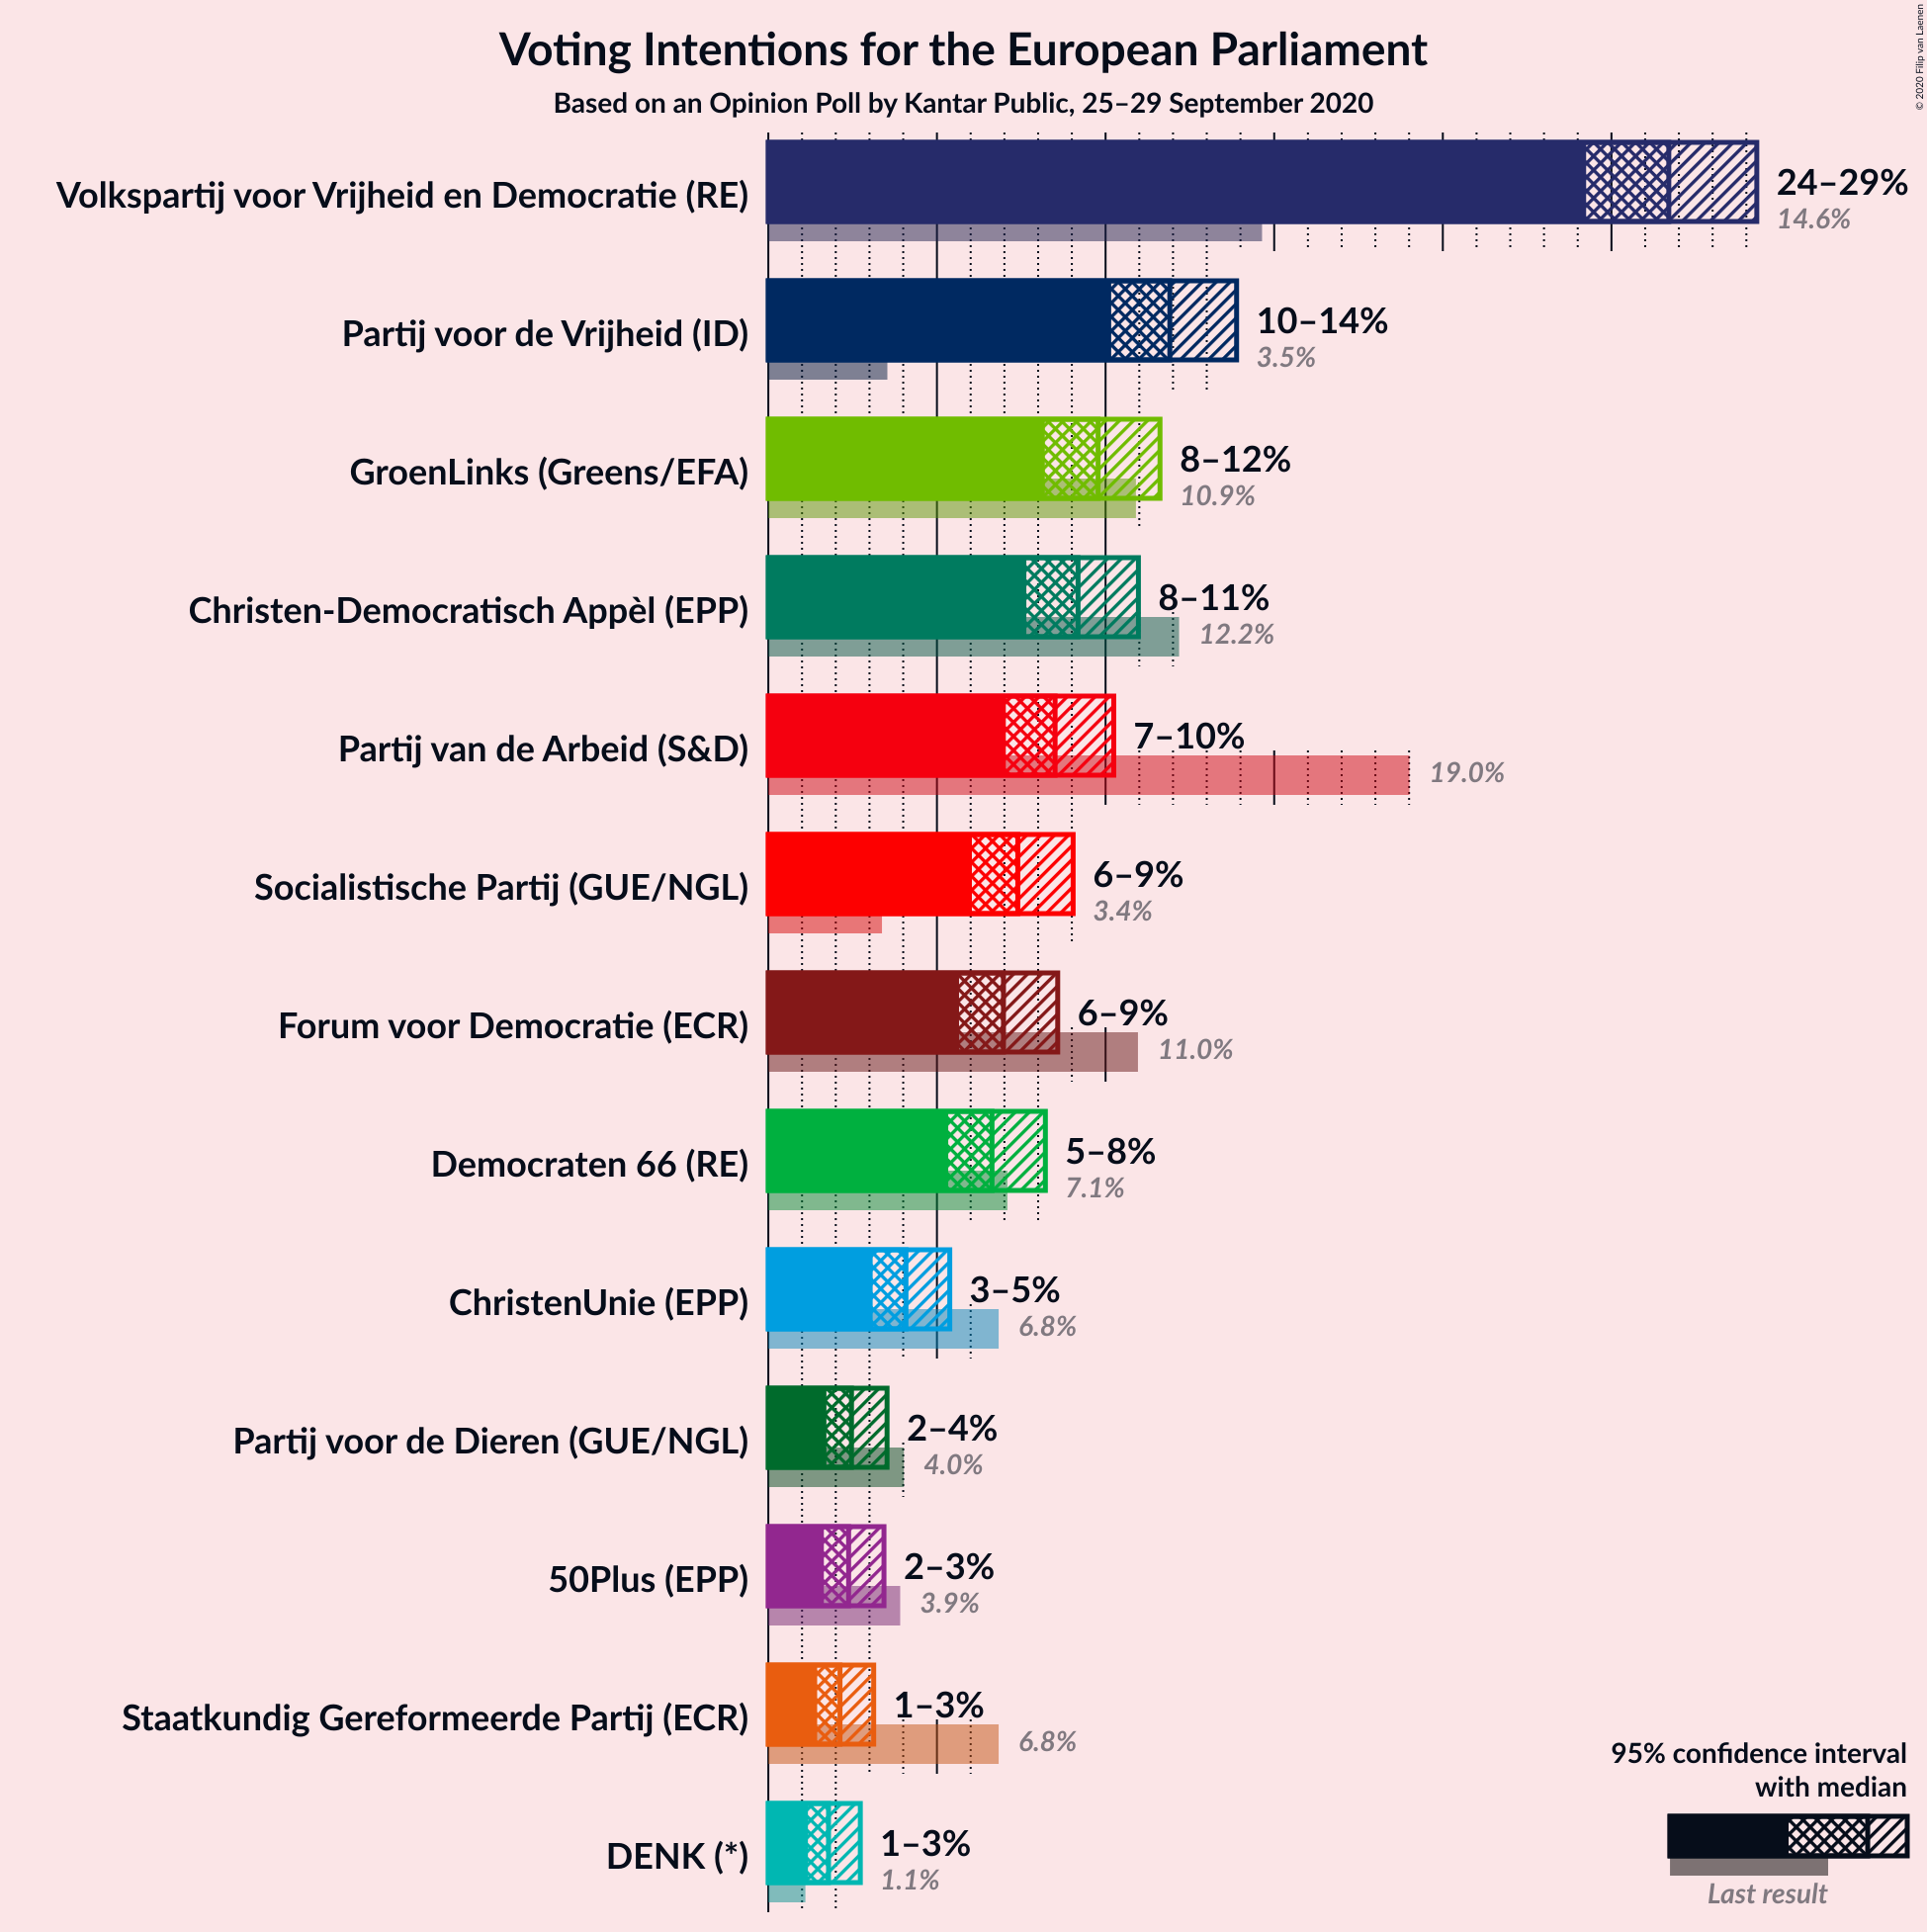 © 2020 Filip van Laenen
Voting Intentions for the European Parliament
Based on an Opinion Poll by Kantar Public, 25–29 September 2020
Volkspartij voor Vrijheid en Democratie (RE)
24–29%
14.6%
Partij voor de Vrijheid (ID)
10–14%
3.5%
GroenLinks (Greens/EFA)
8–12%
10.9%
Christen-Democratisch Appèl (EPP)
8–11%
12.2%
Partij van de Arbeid (S&D)
7–10%
19.0%
Socialistische Partij (GUE/NGL)
6–9%
3.4%
Forum voor Democratie (ECR)
6–9%
11.0%
Democraten 66 (RE)
5–8%
7.1%
ChristenUnie (EPP)
3–5%
6.8%
Partij voor de Dieren (GUE/NGL)
2–4%
4.0%
50Plus (EPP)
2–3%
3.9%
Staatkundig Gereformeerde Partij (ECR)
1–3%
6.8%
DENK (*)
1–3%
1.1%
95% confidence interval
with median
Last result